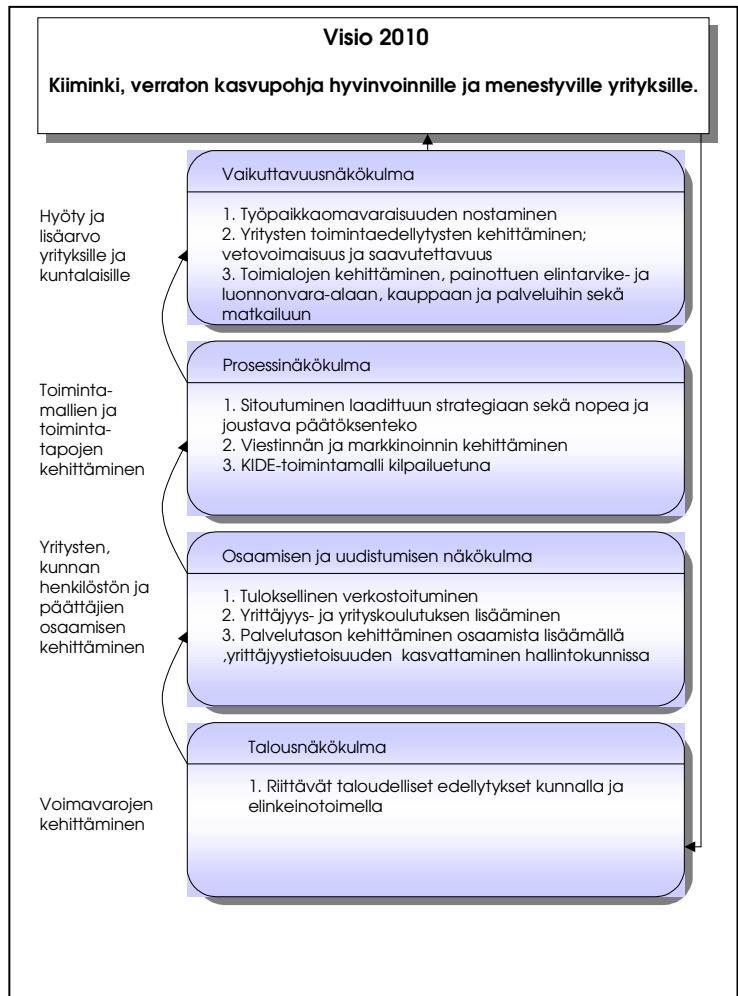 Visio 2010
Kiiminki, verraton kasvupohja hyvinvoinnille ja menestyville yrityksille.
Hyöty ja
lisäarvo
yrityksille ja
kuntalaisille
Vaikuttavuusnäkökulma
1. Työpaikkaomavaraisuuden nostaminen
2. Yritysten toimintaedellytysten kehittäminen;
vetovoimaisuus ja saavutettavuus
3. Toimialojen kehittäminen, painottuen elintarvike- ja
luonnonvara-alaan, kauppaan ja palveluihin sekä
matkailuun
Toiminta-
mallien ja
toiminta-
tapojen
kehittäminen
Prosessinäkökulma
1. Sitoutuminen laadittuun strategiaan sekä nopea ja
joustava päätöksenteko
2. Viestinnän ja markkinoinnin kehittäminen
3. KIDE-toimintamalli kilpailuetuna
Yritysten,
kunnan
henkilöstön ja
päättäjien
osaamisen
kehittäminen
Osaamisen ja uudistumisen näkökulma
1. Tuloksellinen verkostoituminen
2. Yrittäjyys- ja yrityskoulutuksen lisääminen
3. Palvelutason kehittäminen osaamista lisäämällä
,yrittäjyystietoisuuden kasvattaminen hallintokunnissa
Voimavarojen
kehittäminen
Talousnäkökulma
1. Riittävät taloudelliset edellytykset kunnalla ja
elinkeinotoimella